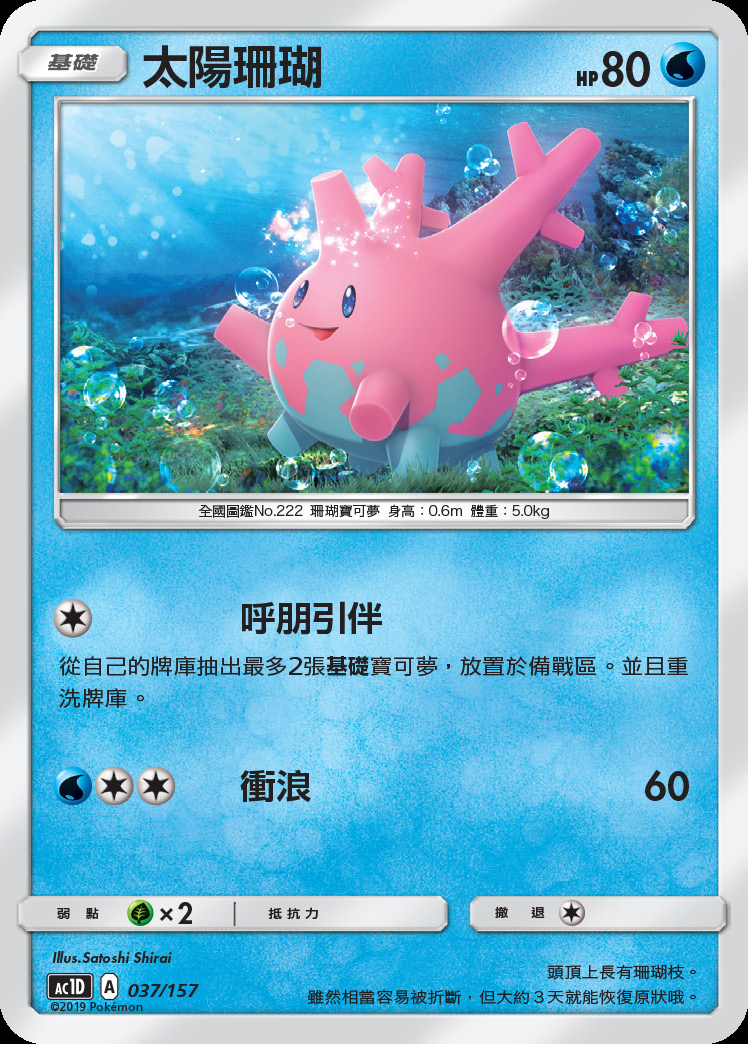 基礎 太陽珊瑚 HP80
全國圖鑑No.222 珊瑚寶可夢 身高：0.6m 體重：5.0kg
呼朋引伴
從自己的牌庫抽出最多2張基礎寶可夢，放置於備戰區。並且重
洗牌庫。
衝浪 60
弱點 ×2 抵抗力 撤退
Illus.Satoshi Shirai
頭頂上長有珊瑚枝。
AC1D A 037/157
雖然相當容易被折斷，但大約３天就能恢復原狀哦。
©2019 Pokémon